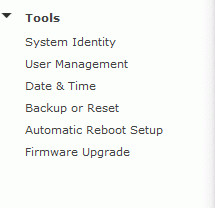 Tools
System Identity
User Management
Date & Time
Backup or Reset
Automatic Reboot Setup
Firmware Upgrade